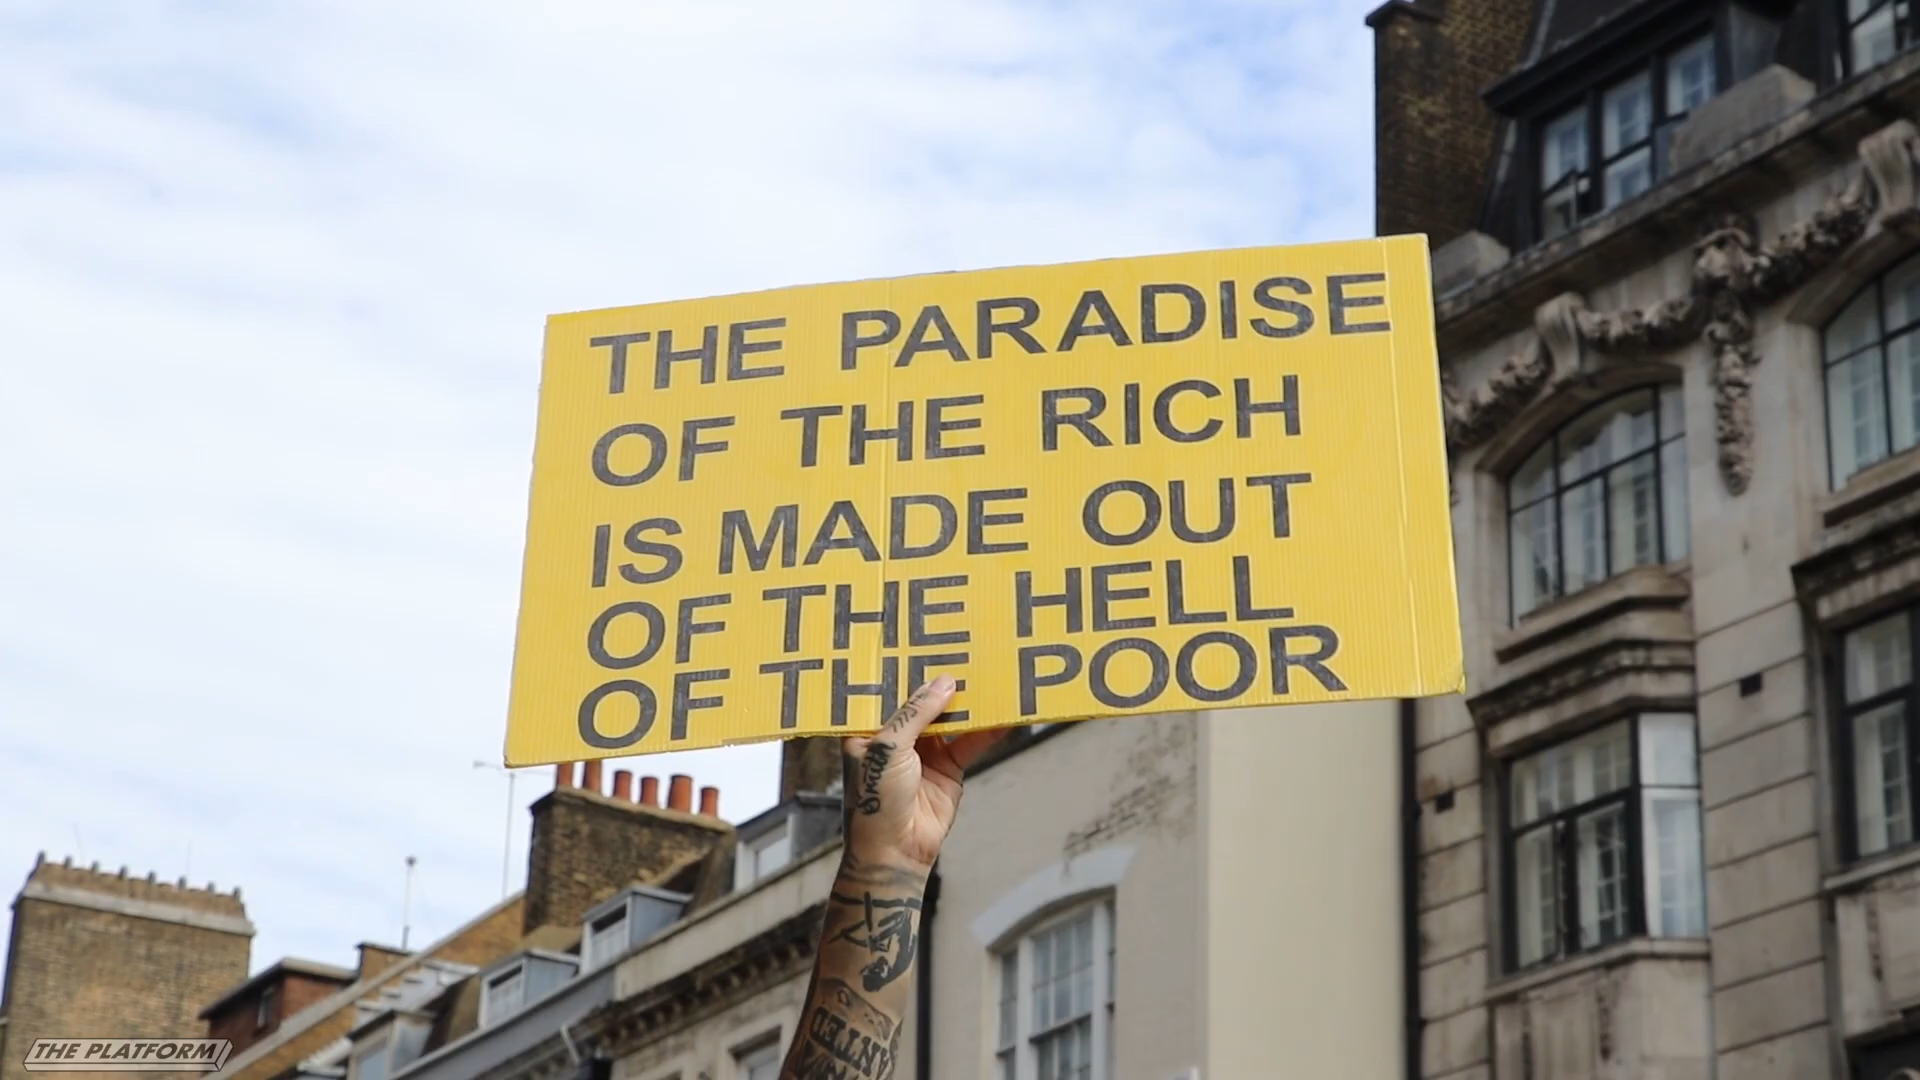 THE PARADISE
OF THE RICH
IS MADE OUT
OF THE HELL
OF THE POOR
THE PLATFORM